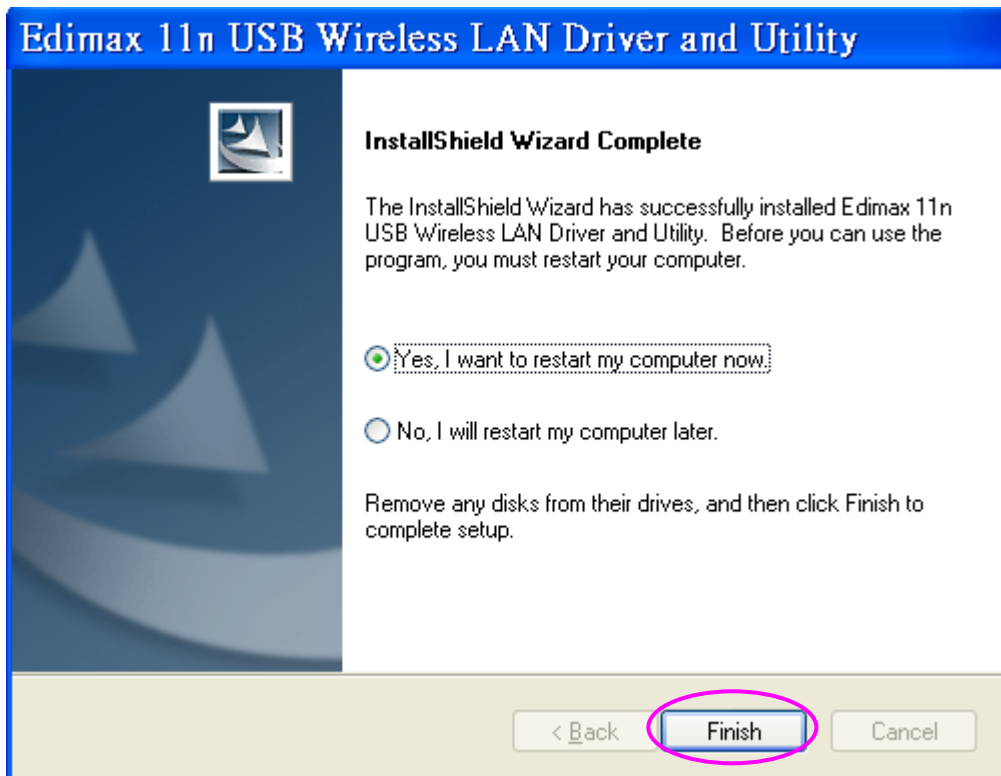 Edimax 11n USB Wireless LAN Driver and Utility
InstallShield Wizard Complete
The InstallShield Wizard has successfully installed Edimax 11n
USB Wireless LAN Driver and Utility.  Before you can use the
program, you must restart your computer.
Yes, I want to restart my computer now.
No, I will restart my computer later.
Remove any disks from their drives, and then click Finish to
complete setup.
< Back Finish Cancel